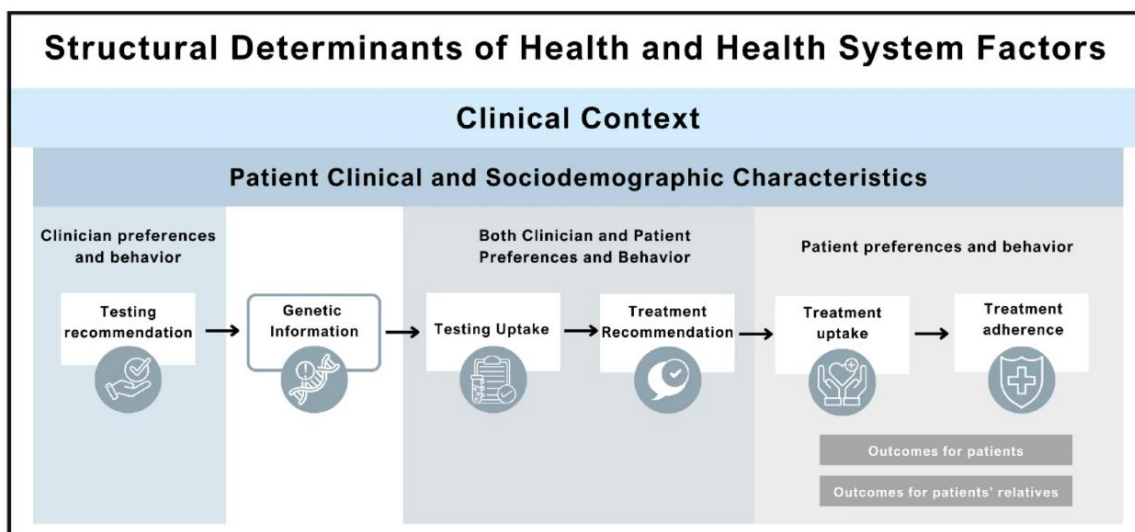 Structural Determinants of Health and Health System Factors
Clinical Context
Patient Clinical and Sociodemographic Characteristics
Clinician preferences
and behavior
Both Clinician and Patient
Preferences and Behavior
Patient preferences and behavior
Testing
recommendation
Genetic
Information
Testing Uptake
Treatment
Recommendation
Treatment
uptake
Treatment
adherence
Outcomes for patients
Outcomes for patients' relatives